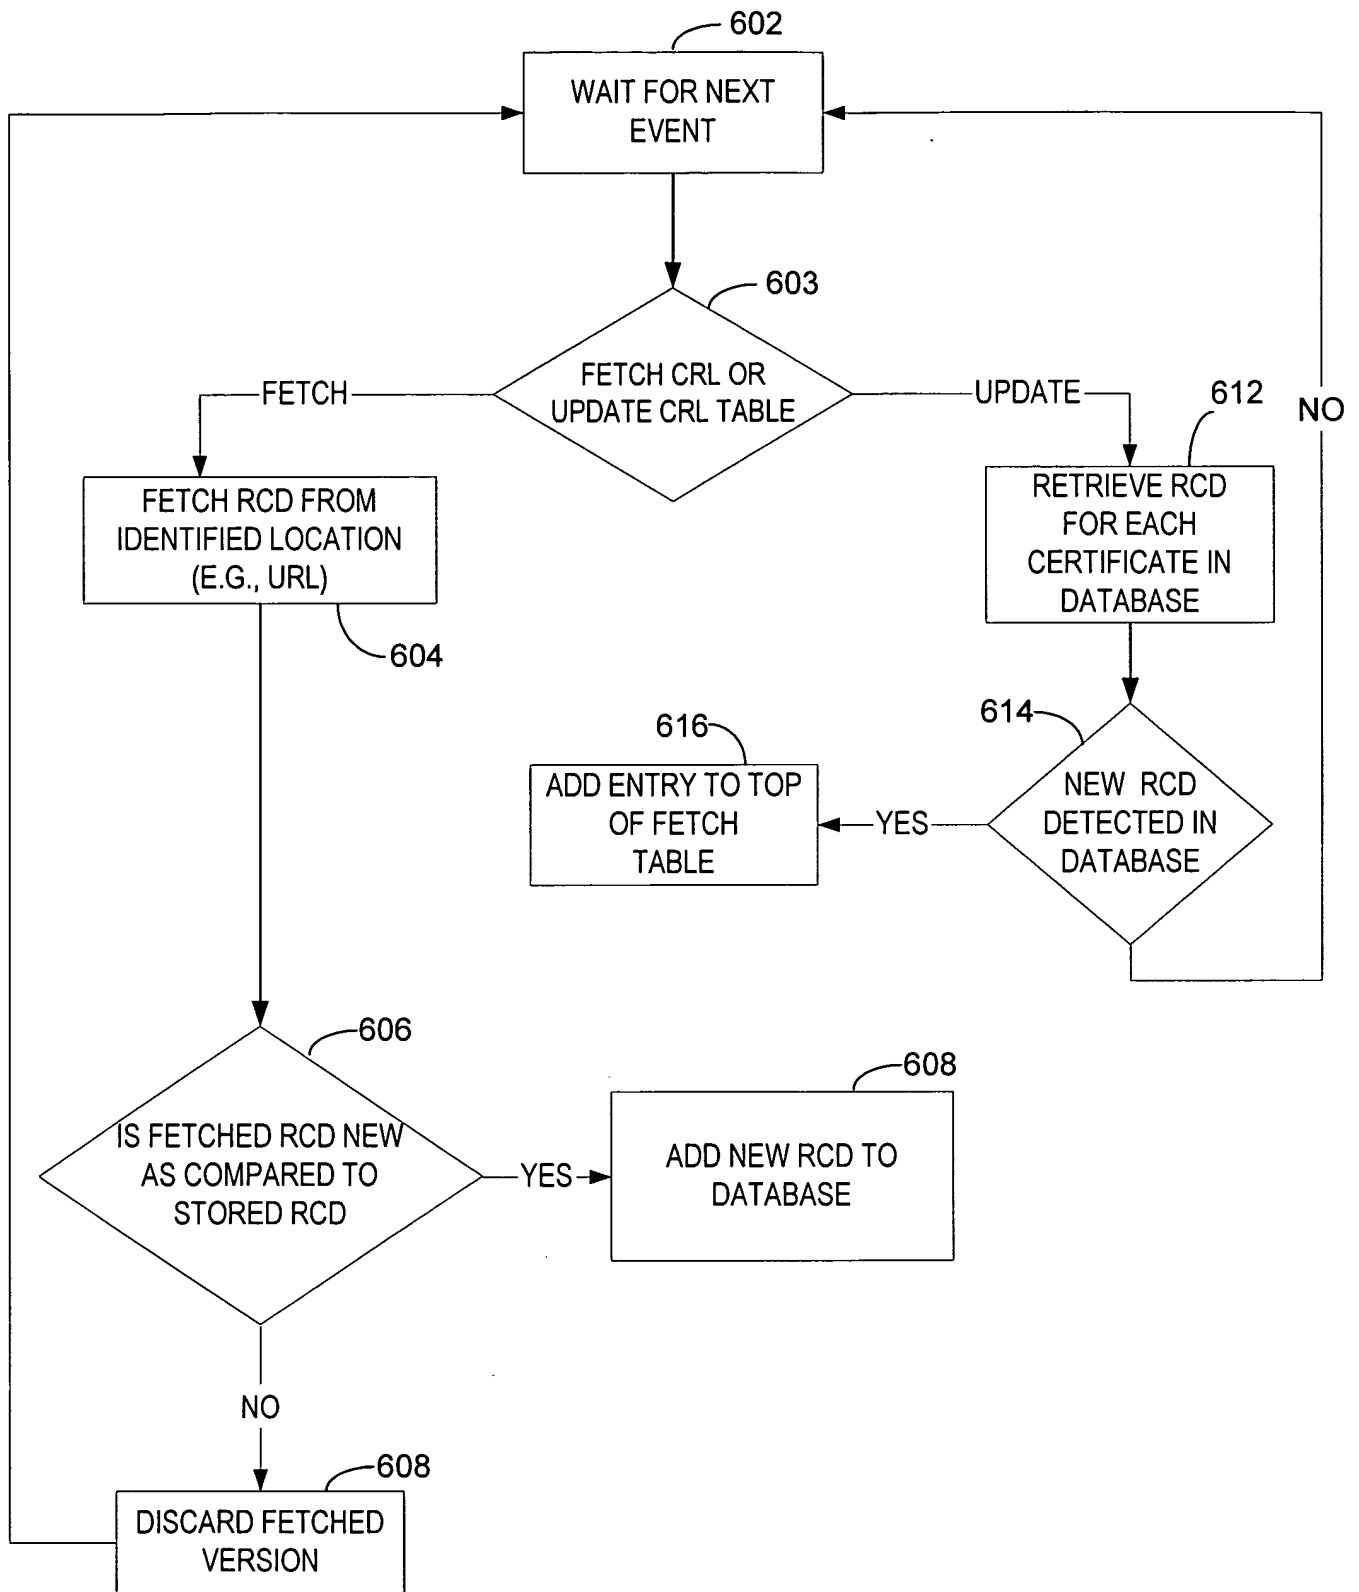 602
WAIT FOR NEXT
EVENT
603
FETCH CRL OR
UPDATE CRL TABLE
FETCH
UPDATE
612
NO
FETCH RCD FROM
IDENTIFIED LOCATION
(E.G., URL)
604
RETRIEVE RCD
FOR EACH
CERTIFICATE IN
DATABASE
614
NEW RCD
DETECTED IN
DATABASE
YES
616
ADD ENTRY TO TOP
OF FETCH
TABLE
606
IS FETCHED RCD NEW
AS COMPARED TO
STORED RCD
YES
608
ADD NEW RCD TO
DATABASE
NO
608
DISCARD FETCHED
VERSION